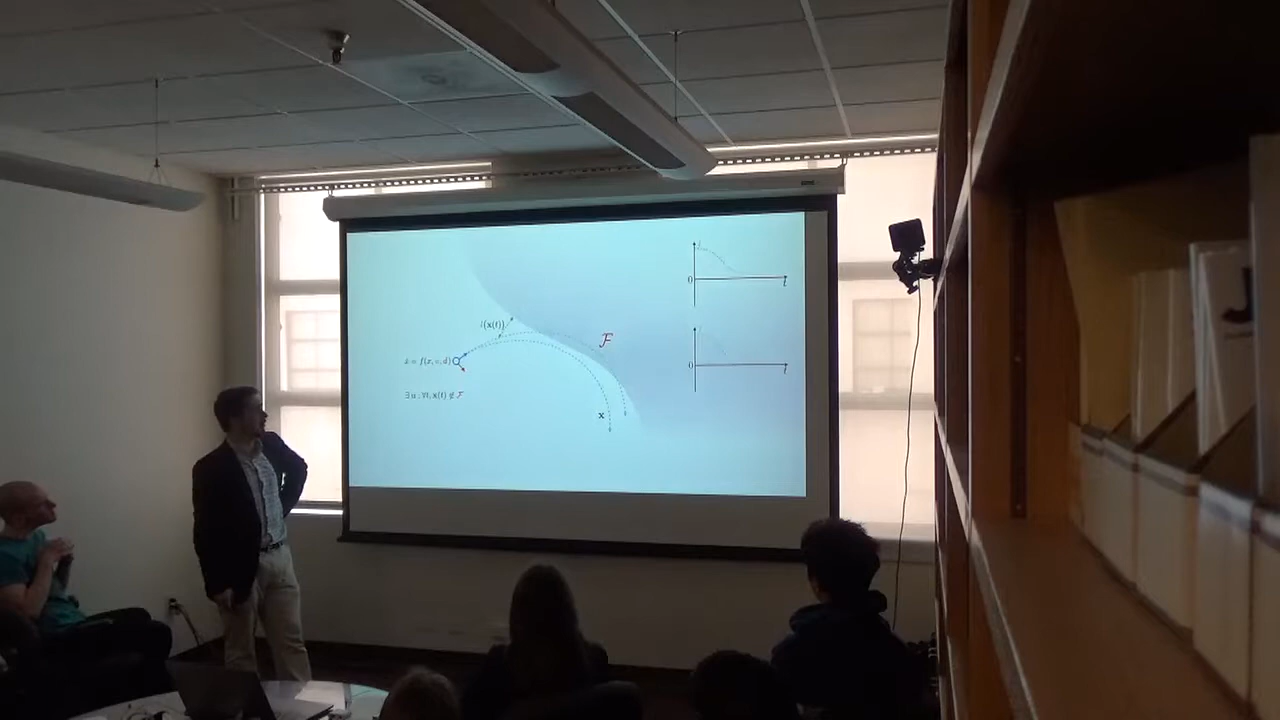 l(x(t))
ẋ = f(x, u, d)
∃ u : ∀t, x(t) ∉ F
F
x
l
0
t
0
t